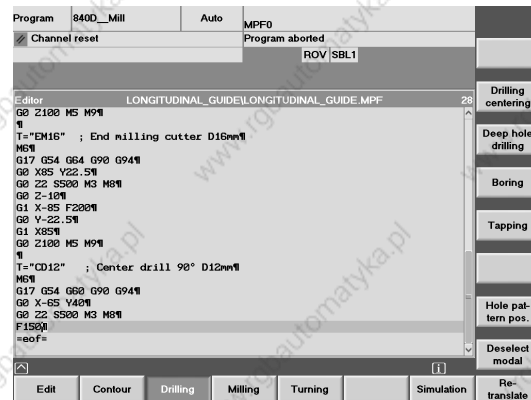 Program 840D__Mill Auto MPF0
Channel reset Program aborted
ROV SBL1
Editor LONGITUDINAL_GUIDE\LONGITUDINAL_GUIDE.MPF 28
G0 Z100 M5 M9¶
¶
T="EM16" ; End milling cutter D16mm¶
M6¶
G17 G54 G64 G90 G94¶
G0 X85 Y22.5¶
G0 Z2 S500 M3 M8¶
G0 Z-10¶
G1 X-85 F200¶
G0 Y-22.5¶
G1 X85¶
G0 Z100 M5 M9¶
¶
T="CD12" ; Center drill 90° D12mm¶
M6¶
G17 G54 G60 G90 G94¶
G0 X-65 Y40¶
G0 Z2 S500 M3 M8¶
F150¶
=eof=
Drilling
centering
Deep hole
drilling
Boring
Tapping
Hole pat-
tern pos.
Deselect
modal
Edit Contour Drilling Milling Turning Simulation
Re-
translate